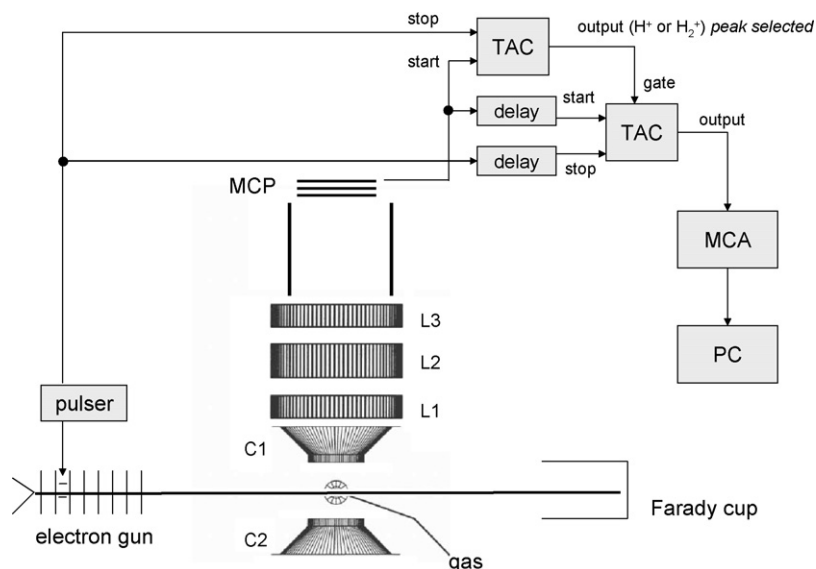 stop
output (H⁺ or H₂⁺) peak selected
TAC
start
gate
delay
start
TAC
output
delay
stop
MCP
MCA
L3
PC
L2
pulser
L1
C1
electron gun
Farady cup
C2
gas